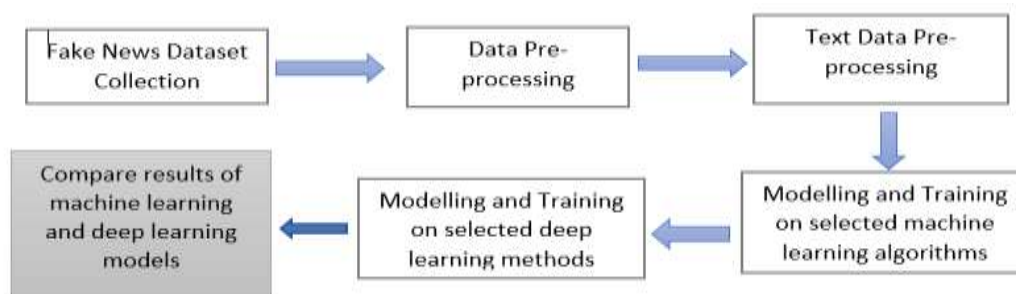 Fake News Dataset
Collection
Data Pre-
processing
Text Data Pre-
processing
Modelling and Training
on selected machine
learning algorithms
Modelling and Training
on selected deep
learning methods
Compare results of
machine learning
and deep learning
models